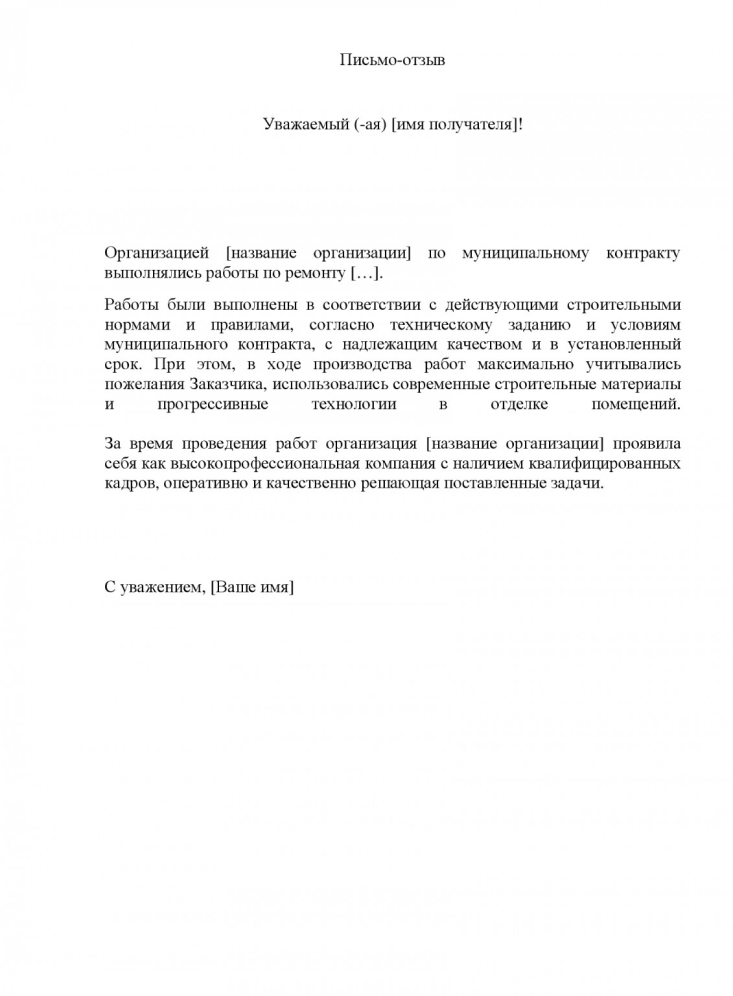 Письмо-отзыв
Уважаемый (-ая) [имя получателя]!
Организацией [название организации] по муниципальному контракту
выполнялись работы по ремонту […].
Работы были выполнены в соответствии с действующими строительными
нормами и правилами, согласно техническому заданию и условиям
муниципального контракта, с надлежащим качеством и в установленный
срок. При этом, в ходе производства работ максимально учитывались
пожелания Заказчика, использовались современные строительные материалы
и прогрессивные технологии в отделке помещений.
За время проведения работ организация [название организации] проявила
себя как высокопрофессиональная компания с наличием квалифицированных
кадров, оперативно и качественно решающая поставленные задачи.
С уважением, [Ваше имя]